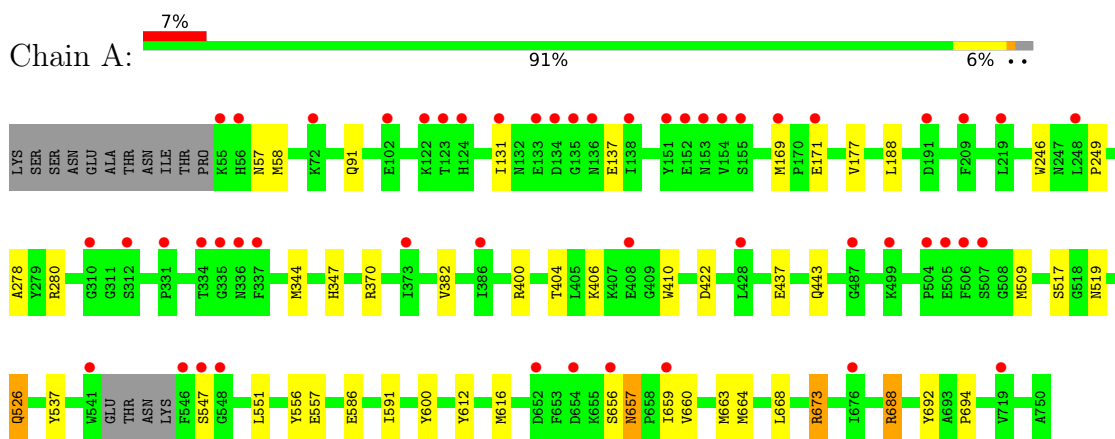 7%
Chain A:
91% 6% • •
LYS SER SER ASN GLU ALA THR ASN ILE THR PRO K55 H56 N57 M58 K72 Q91 E102 K122 T123 H124 I131 N132 E133 D134 G135 N136 E137 I138 Y151 E152 N153 V154 S155 M169 P170 E171 V177 L188 D191 F209 L219 W246 N247 L248 P249
A278 Y279 R280 G310 G311 S312 P331 T334 G335 N336 F337 M344 H347 R370 I373 V382 I386 R400 T404 L405 K406 K407 E408 G409 W410 D422 L428 E437 Q443 G487 K499 P504 E505 F506 S507 G508 M509 S517 G518 N519
Q526 Y537 W541 GLU THR ASN LYS F546 S547 G548 L551 Y556 E557 E586 I591 Y600 Y612 M616 D652 F653 D654 K655 S656 N657 P658 I659 V660 M663 M664 L668 R673 I676 R688 Y692 A693 P694 V719 A750